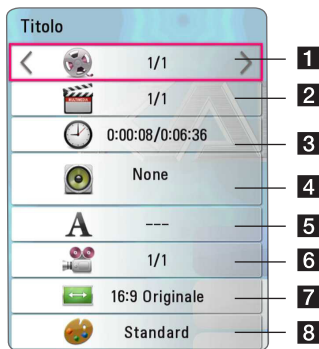 Titolo
1/1
1
1/1
2
0:00:08/0:06:36
3
None
4
A
---
5
1/1
6
16:9 Originale
7
Standard
8